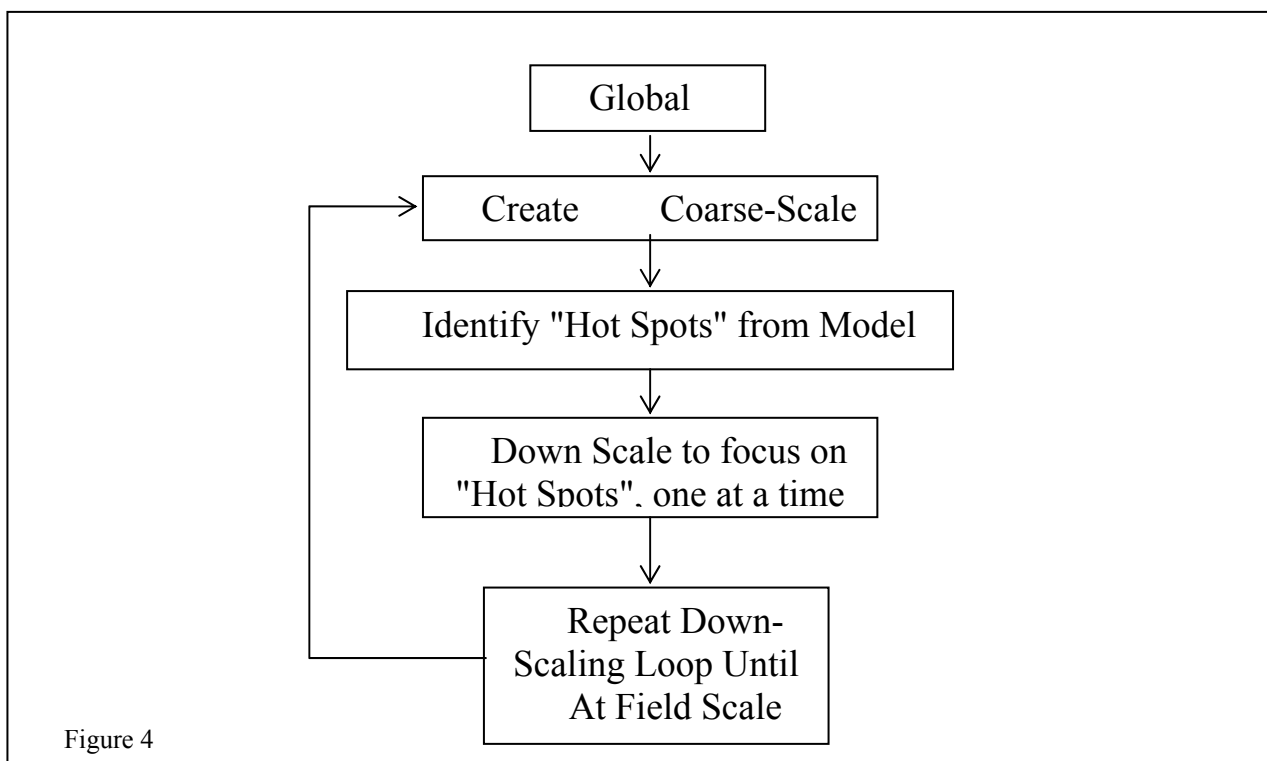 Global
Create Coarse-Scale
Identify "Hot Spots" from Model
Down Scale to focus on
"Hot Spots", one at a time
Repeat Down-
Scaling Loop Until
At Field Scale
Figure 4